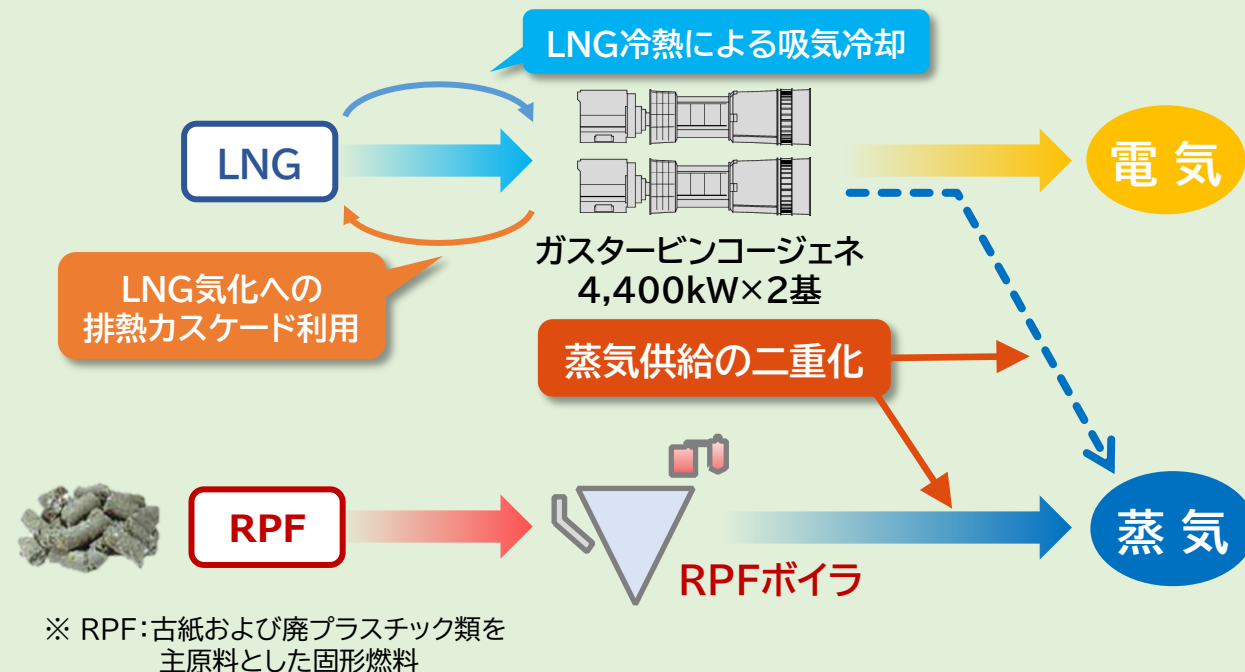 LNG冷熱による吸気冷却
LNG
電気
ガスタービンコージェネ
4,400kW×2基
LNG気化への
排熱カスケード利用
蒸気供給の二重化
RPF
RPFボイラ
蒸気
※ RPF：古紙および廃プラスチック類を
主原料とした固形燃料